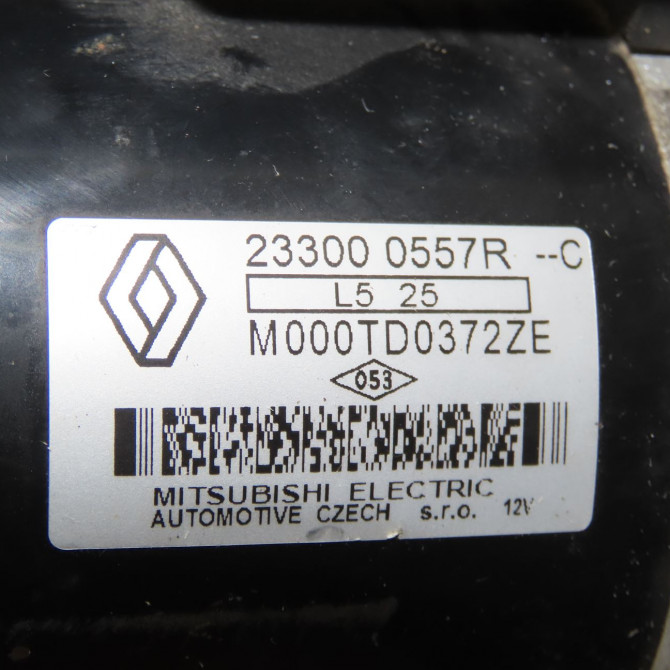 23300 0557R --C
L5 25
M000TD0372ZE
053
MITSUBISHI ELECTRIC
AUTOMOTIVE CZECH s.r.o. 12V